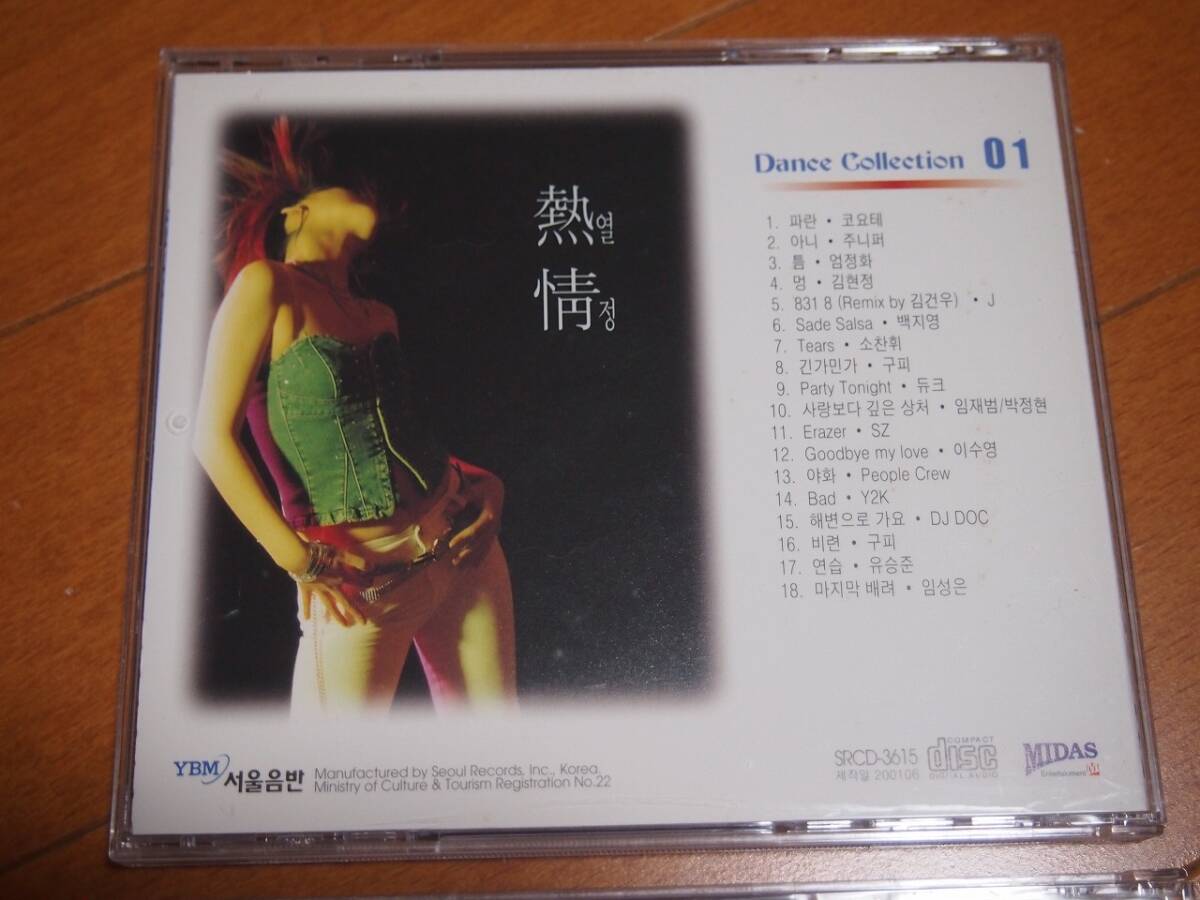 熱열
情정
Dance Collection 01
1. 파란 • 코요테
2. 아니 • 주니퍼
3. 틈 • 엄정화
4. 멍 • 김현정
5. 831 8 (Remix by 김건우) • J
6. Sade Salsa • 백지영
7. Tears • 소찬휘
8. 긴가민가 • 구피
9. Party Tonight • 듀크
10. 사랑보다 깊은 상처 • 임재범/박정현
11. Erazer • SZ
12. Goodbye my love • 이수영
13. 야화 • People Crew
14. Bad • Y2K
15. 해변으로 가요 • DJ DOC
16. 비련 • 구피
17. 연습 • 유승준
18. 마지막 배려 • 임성은
YBM 서울음반
Manufactured by Seoul Records, Inc., Korea
Ministry of Culture & Tourism Registration No.22
SRCD-3615
제작일 200106
COMPACT
disc
DIGITAL AUDIO
MIDAS
Entertainment